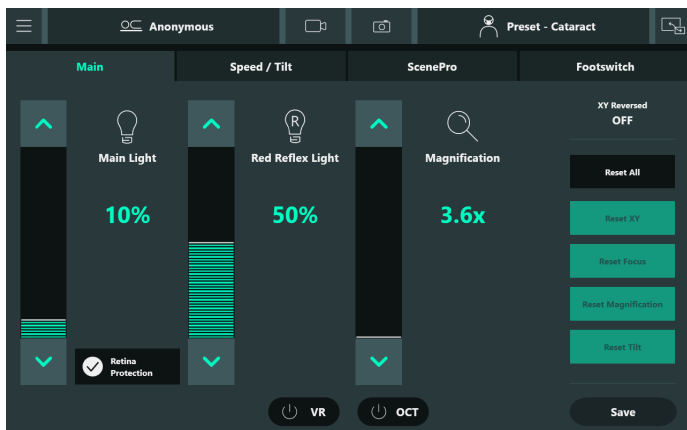 Anonymous
Preset - Cataract
Main
Speed / Tilt
ScenePro
Footswitch
Main Light
10%
Retina
Protection
R
Red Reflex Light
50%
Magnification
3.6x
XY Reversed
OFF
Reset All
Reset XY
Reset Focus
Reset Magnification
Reset Tilt
VR
OCT
Save